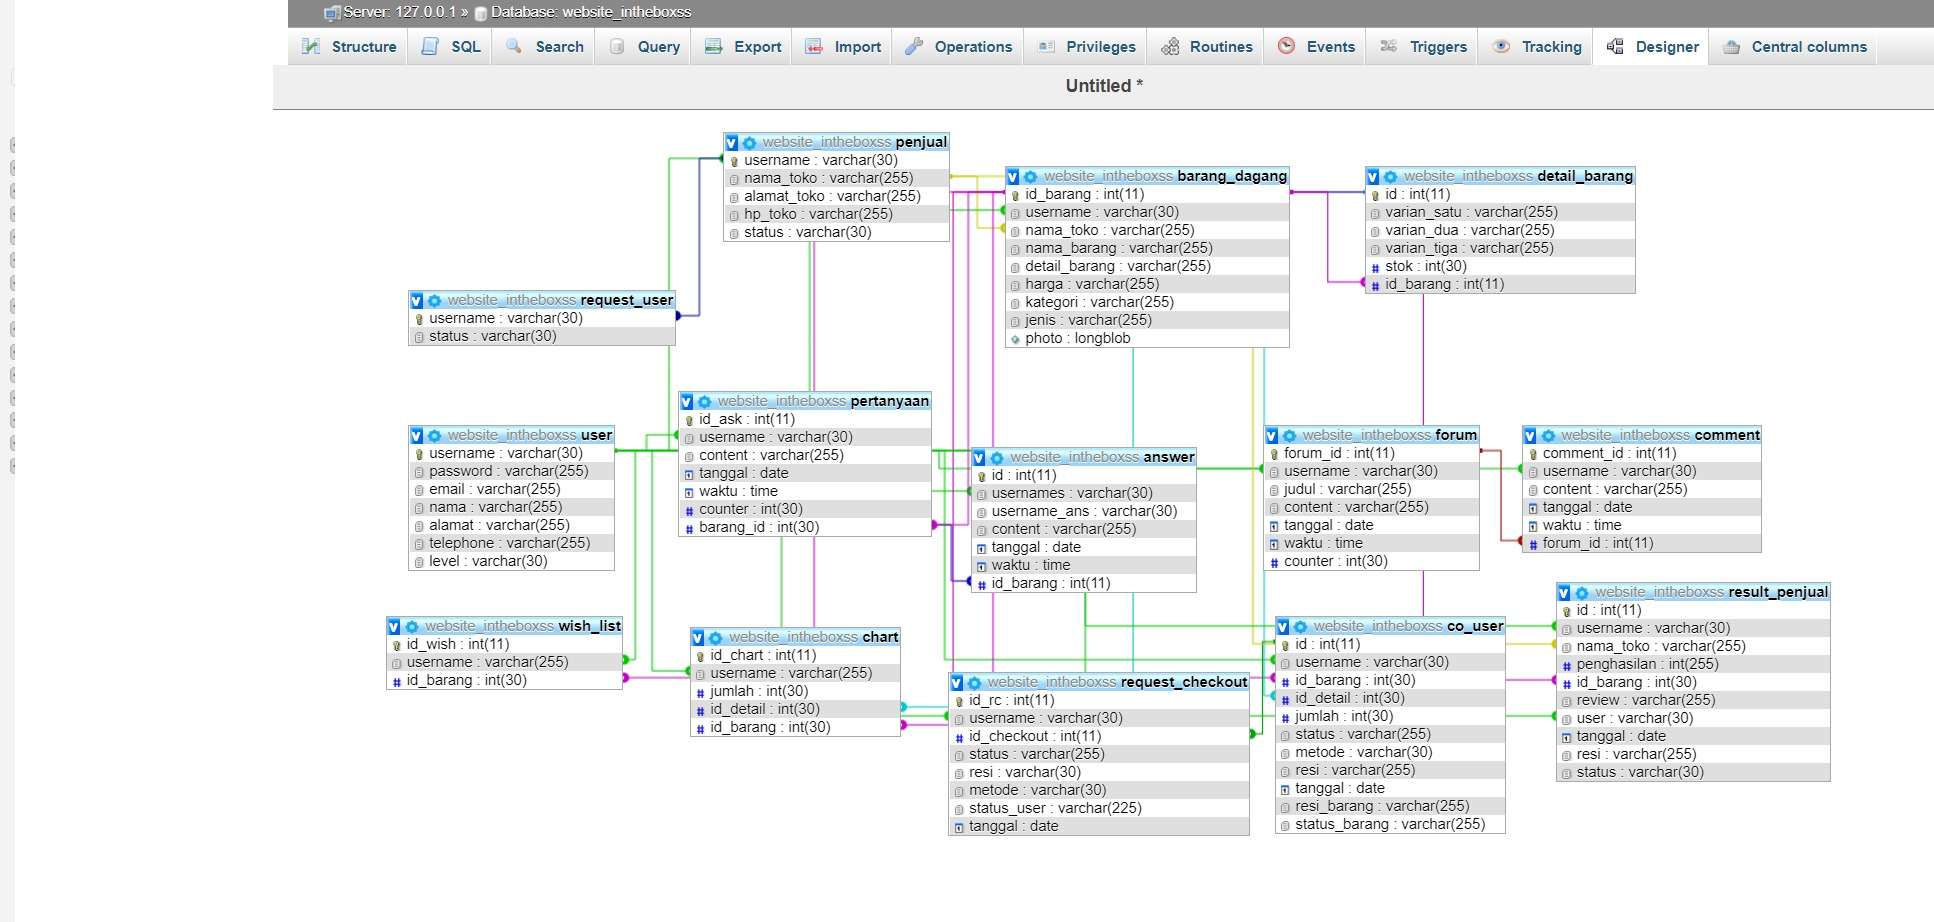 Server: 127.0.0.1 » Database: website_intheboxss
Structure SQL Search Query Export Import Operations Privileges Routines Events Triggers Tracking Designer Central columns
Untitled *
website_intheboxss penjual
username : varchar(30)
nama_toko : varchar(255)
alamat_toko : varchar(255)
hp_toko : varchar(255)
status : varchar(30)
website_intheboxss barang_dagang
id_barang : int(11)
username : varchar(30)
nama_toko : varchar(255)
nama_barang : varchar(255)
detail_barang : varchar(255)
harga : varchar(255)
kategori : varchar(255)
jenis : varchar(255)
photo : longblob
website_intheboxss detail_barang
id : int(11)
varian_satu : varchar(255)
varian_dua : varchar(255)
varian_tiga : varchar(255)
stok : int(30)
id_barang : int(11)
website_intheboxss request_user
username : varchar(30)
status : varchar(30)
website_intheboxss user
username : varchar(30)
password : varchar(255)
email : varchar(255)
nama : varchar(255)
alamat : varchar(255)
telephone : varchar(255)
level : varchar(30)
website_intheboxss pertanyaan
id_ask : int(11)
username : varchar(30)
content : varchar(255)
tanggal : date
waktu : time
counter : int(30)
barang_id : int(30)
website_intheboxss answer
id : int(11)
usernames : varchar(30)
username_ans : varchar(30)
content : varchar(255)
tanggal : date
waktu : time
id_barang : int(11)
website_intheboxss forum
forum_id : int(11)
username : varchar(30)
judul : varchar(255)
content : varchar(255)
tanggal : date
waktu : time
counter : int(30)
website_intheboxss comment
comment_id : int(11)
username : varchar(30)
content : varchar(255)
tanggal : date
waktu : time
forum_id : int(11)
website_intheboxss wish_list
id_wish : int(11)
username : varchar(255)
id_barang : int(30)
website_intheboxss chart
id_chart : int(11)
username : varchar(255)
jumlah : int(30)
id_detail : int(30)
id_barang : int(30)
website_intheboxss request_checkout
id_rc : int(11)
username : varchar(30)
id_checkout : int(11)
status : varchar(255)
resi : varchar(30)
metode : varchar(30)
status_user : varchar(225)
tanggal : date
website_intheboxss co_user
id : int(11)
username : varchar(30)
id_barang : int(30)
id_detail : int(30)
jumlah : int(30)
status : varchar(255)
metode : varchar(30)
resi : varchar(255)
tanggal : date
resi_barang : varchar(255)
status_barang : varchar(255)
website_intheboxss result_penjual
id : int(11)
username : varchar(30)
nama_toko : varchar(255)
penghasilan : int(255)
id_barang : int(30)
review : varchar(255)
user : varchar(30)
tanggal : date
resi : varchar(255)
status : varchar(30)